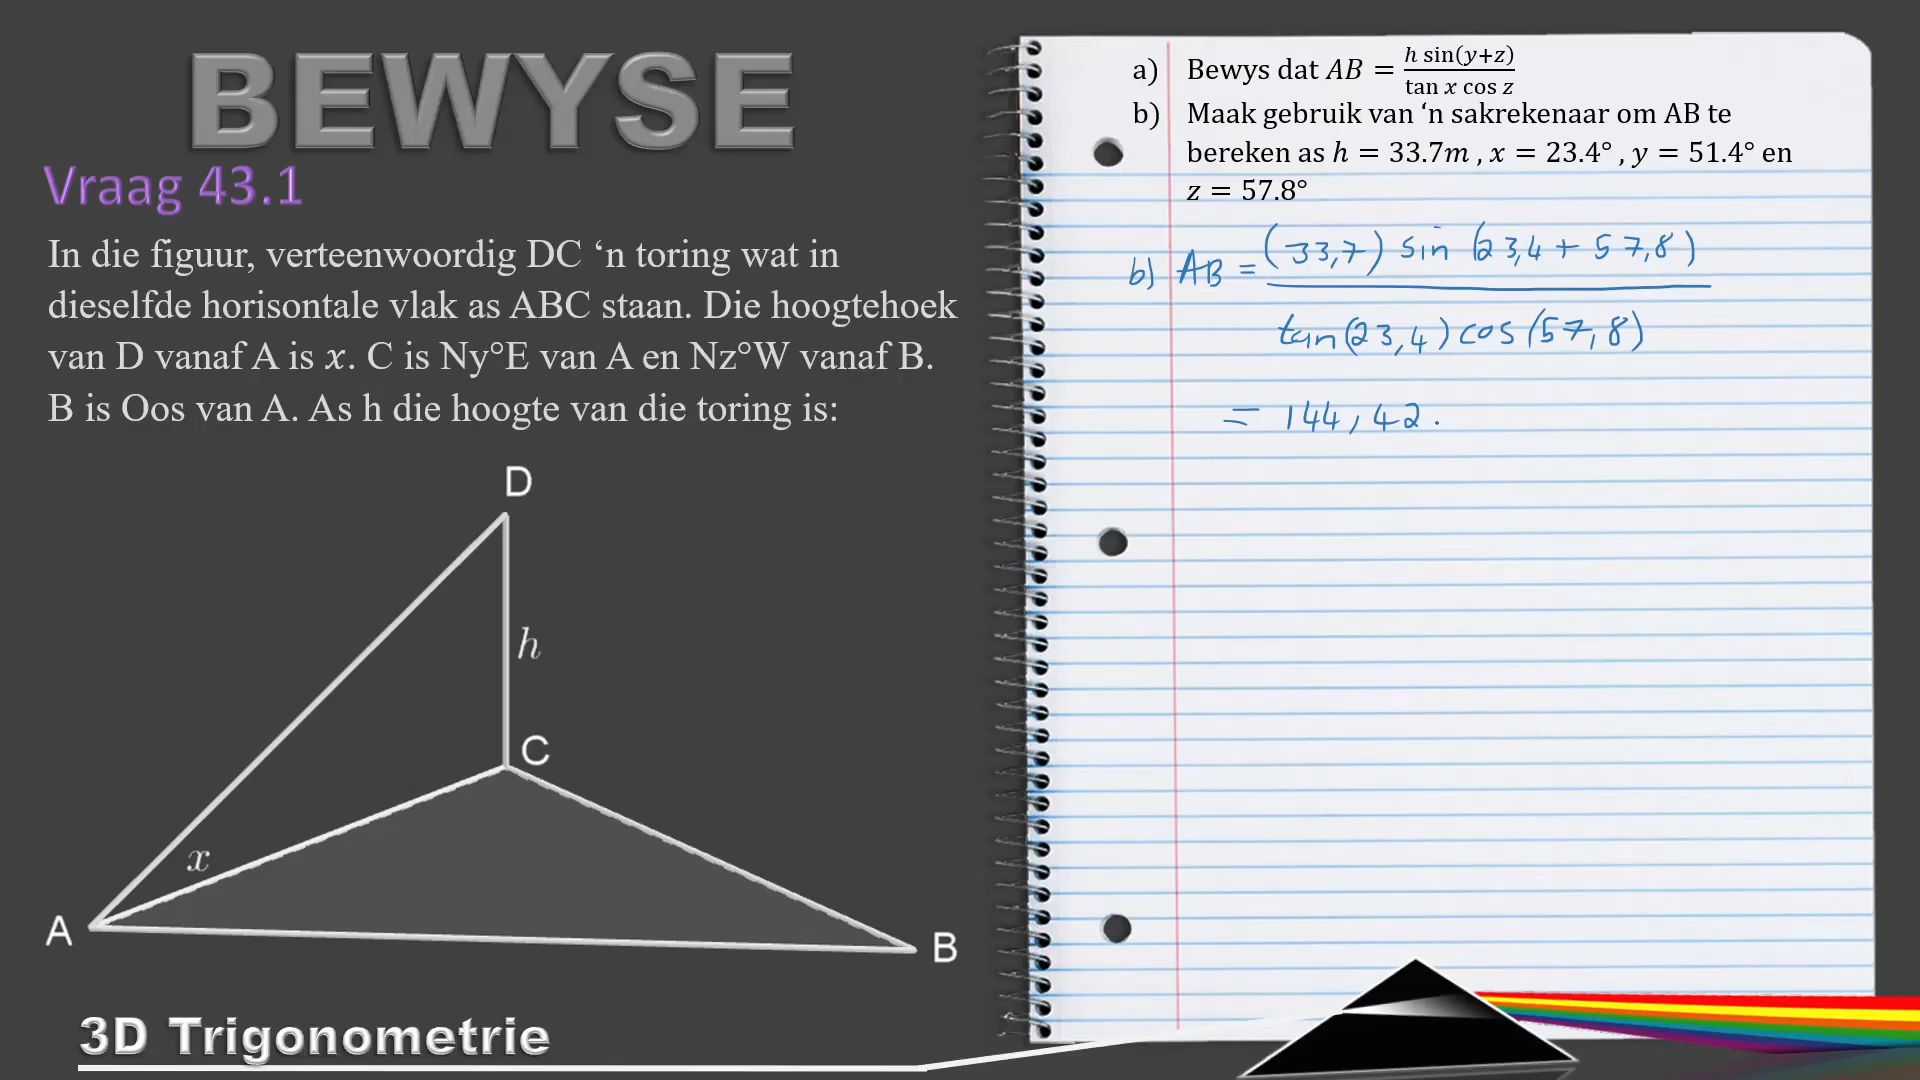 BEWYSE
Vraag 43.1
In die figuur, verteenwoordig DC ‘n toring wat in
dieselfde horisontale vlak as ABC staan. Die hoogtehoek
van D vanaf A is x. C is Ny°E van A en Nz°W vanaf B.
B is Oos van A. As h die hoogte van die toring is:
D
h
C
x
A
B
3D Trigonometrie
a) Bewys dat AB = h sin(y+z) / tan x cos z
b) Maak gebruik van ‘n sakrekenaar om AB te
bereken as h = 33.7m , x = 23.4° , y = 51.4° en
z = 57.8°
b) AB = (33,7) sin (23,4 + 57,8)
tan(23,4) cos(57,8)
= 144,42.